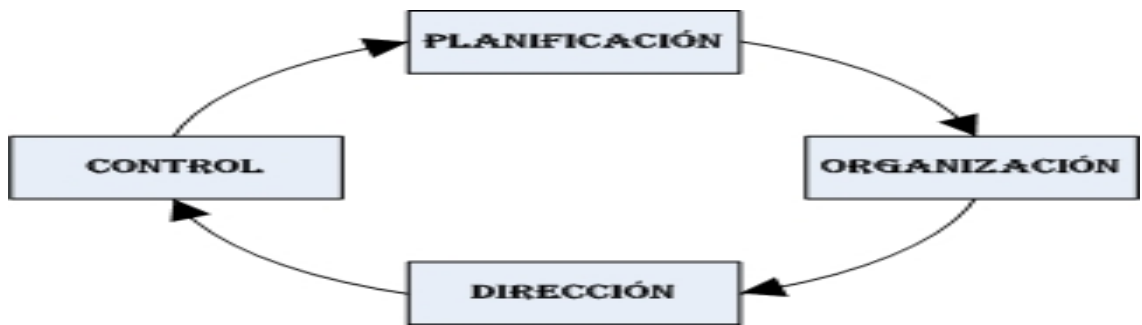 PLANIFICACIÓN
CONTROL
ORGANIZACIÓN
DIRECCIÓN